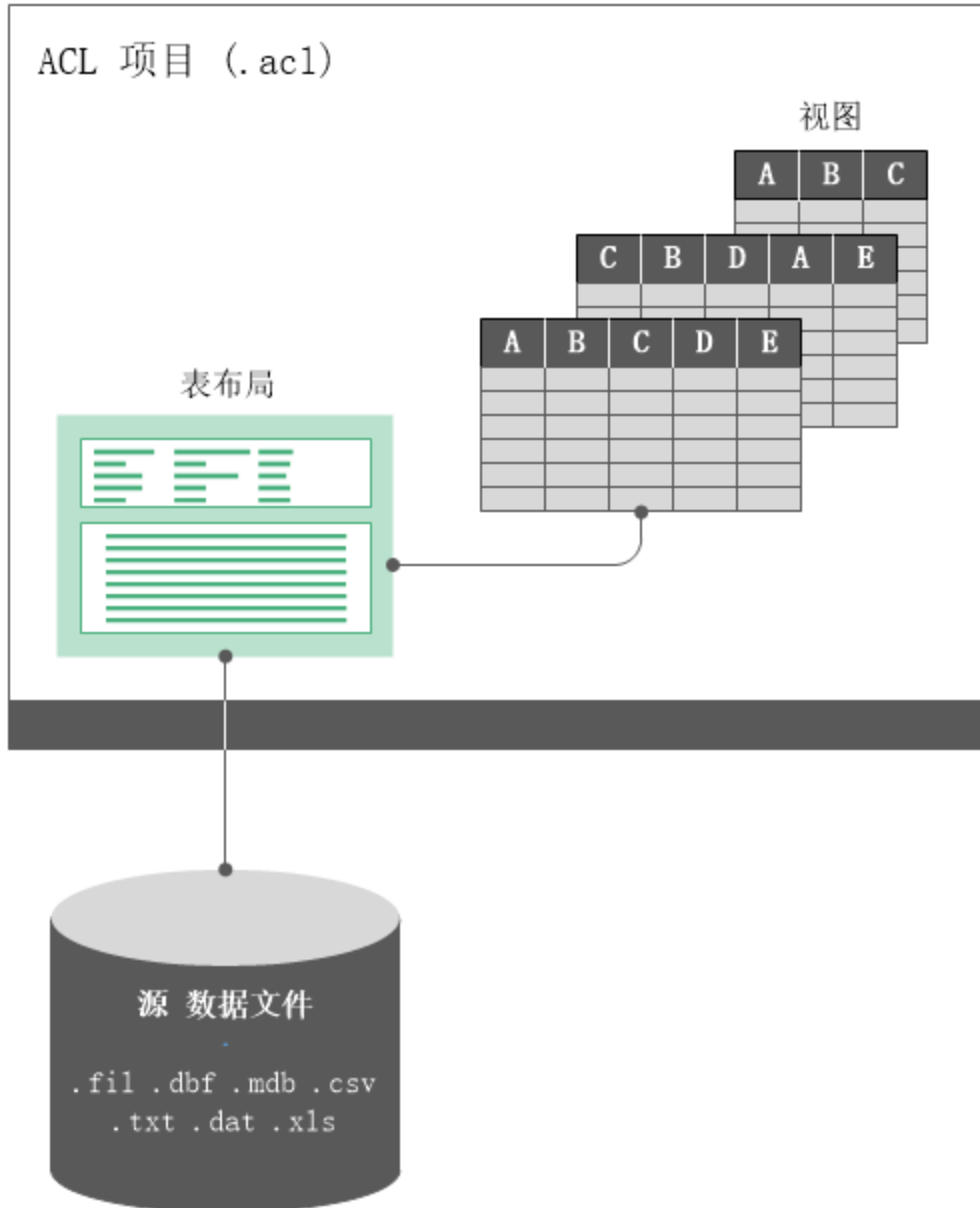 ACL 项目 (.acl)
视图
A B C
C B D A E
A B C D E
表布局
源 数据文件
.fil .dbf .mdb .csv
.txt .dat .xls